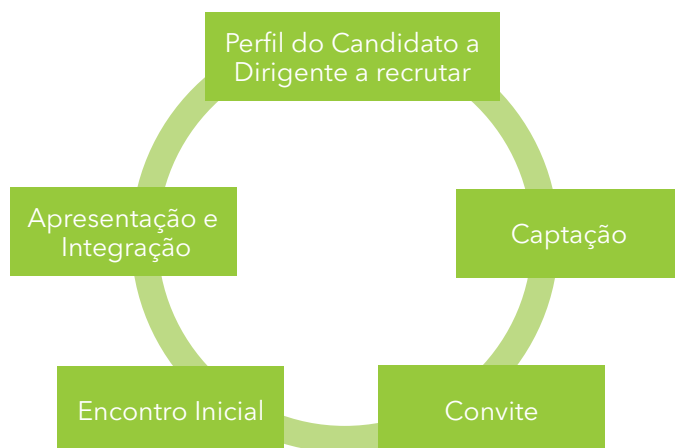 Perfil do Candidato a
Dirigente a recrutar
Captação
Convite
Encontro Inicial
Apresentação e
Integração